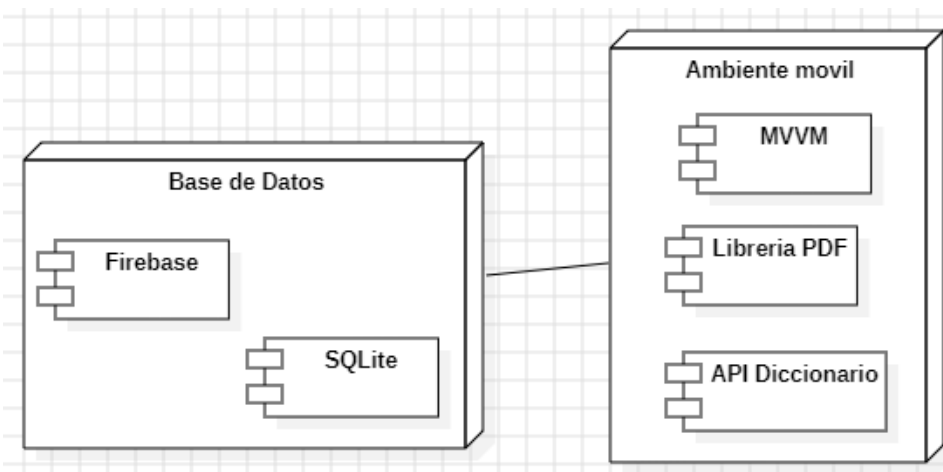 Base de Datos
Firebase
SQLite
Ambiente movil
MVVM
Libreria PDF
API Diccionario